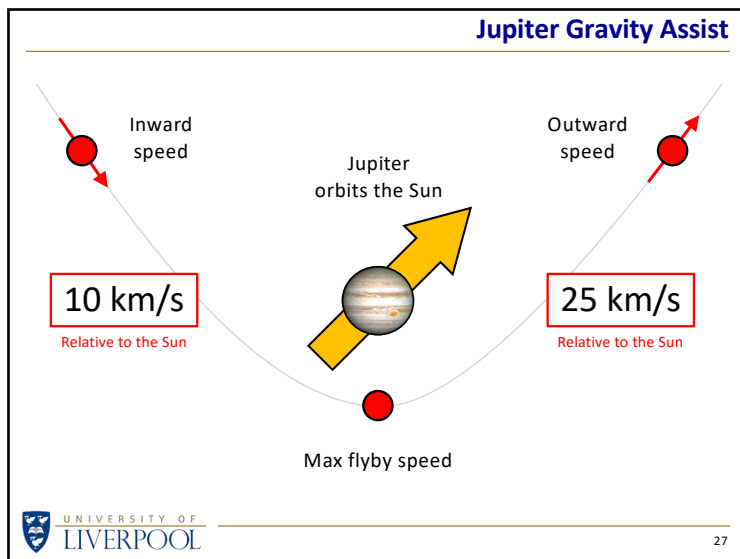 Jupiter Gravity Assist
Inward
speed
Outward
speed
Jupiter
orbits the Sun
10 km/s
Relative to the Sun
25 km/s
Relative to the Sun
Max flyby speed
UNIVERSITY OF
LIVERPOOL
27